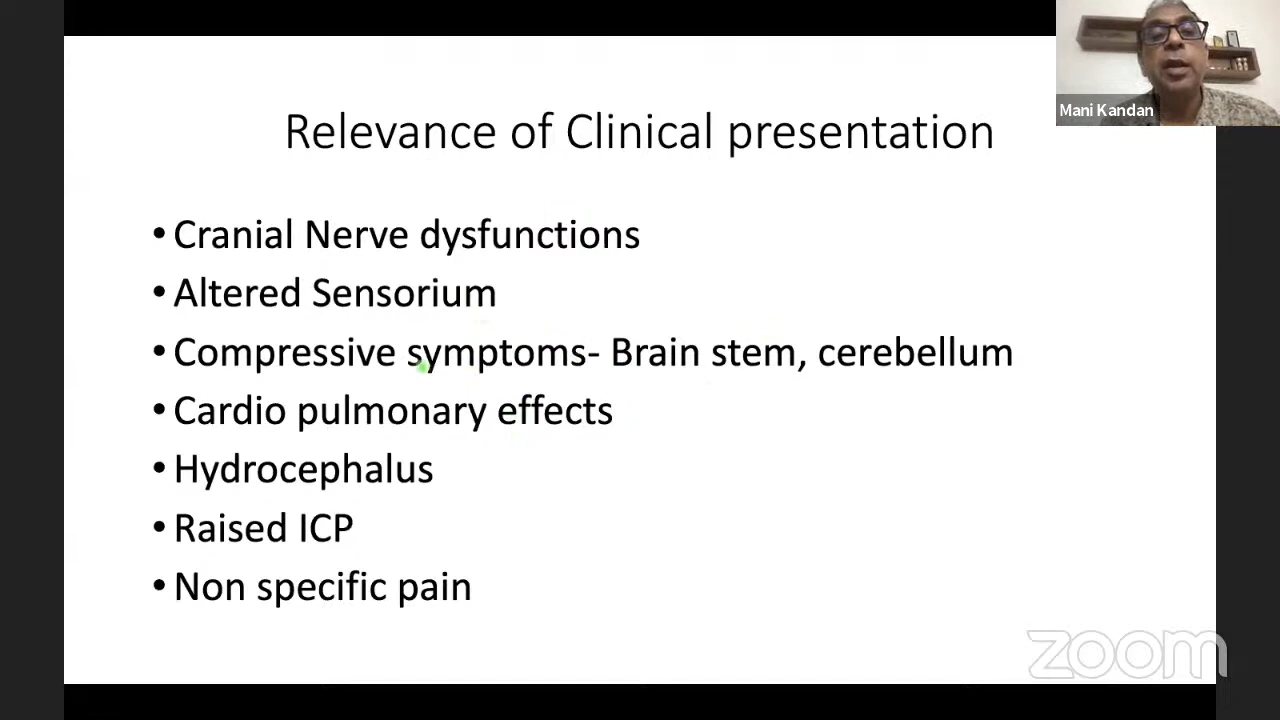 Mani Kandan
Relevance of Clinical presentation
• Cranial Nerve dysfunctions
• Altered Sensorium
• Compressive symptoms- Brain stem, cerebellum
• Cardio pulmonary effects
• Hydrocephalus
• Raised ICP
• Non specific pain
zoom